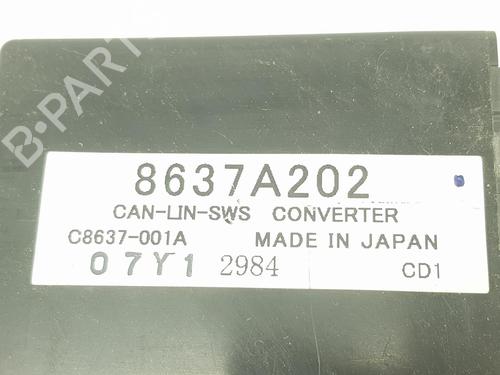 B-PARTS
8637A202
CAN-LIN-SWS CONVERTER
C8637-001A MADE IN JAPAN
07Y1 2984 CD1